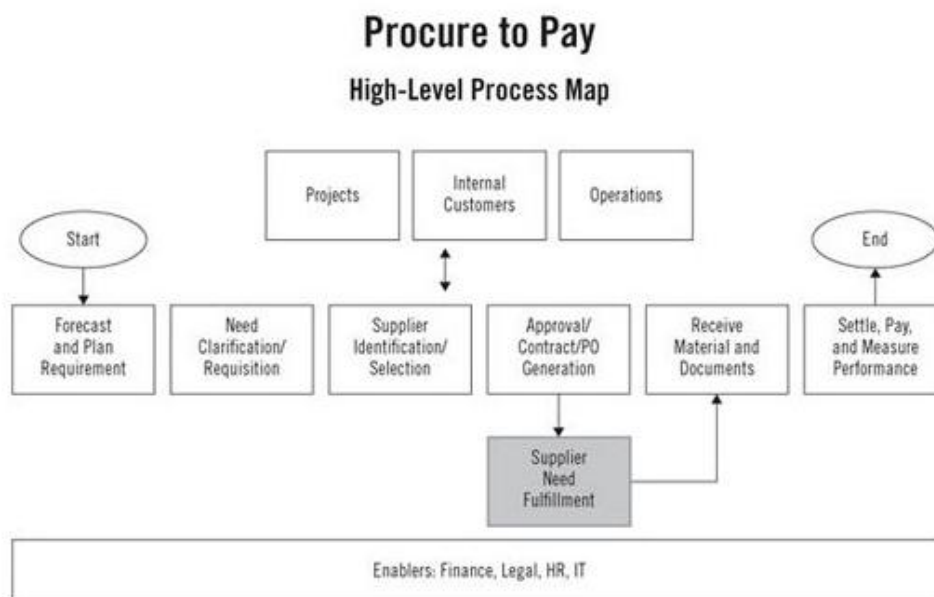 Procure to Pay
High-Level Process Map
Projects
Internal
Customers
Operations
Start
End
Forecast
and Plan
Requirement
Need
Clarification/
Requisition
Supplier
Identification/
Selection
Approval/
Contract/PO
Generation
Receive
Material and
Documents
Settle, Pay,
and Measure
Performance
Supplier
Need
Fulfillment
Enablers: Finance, Legal, HR, IT